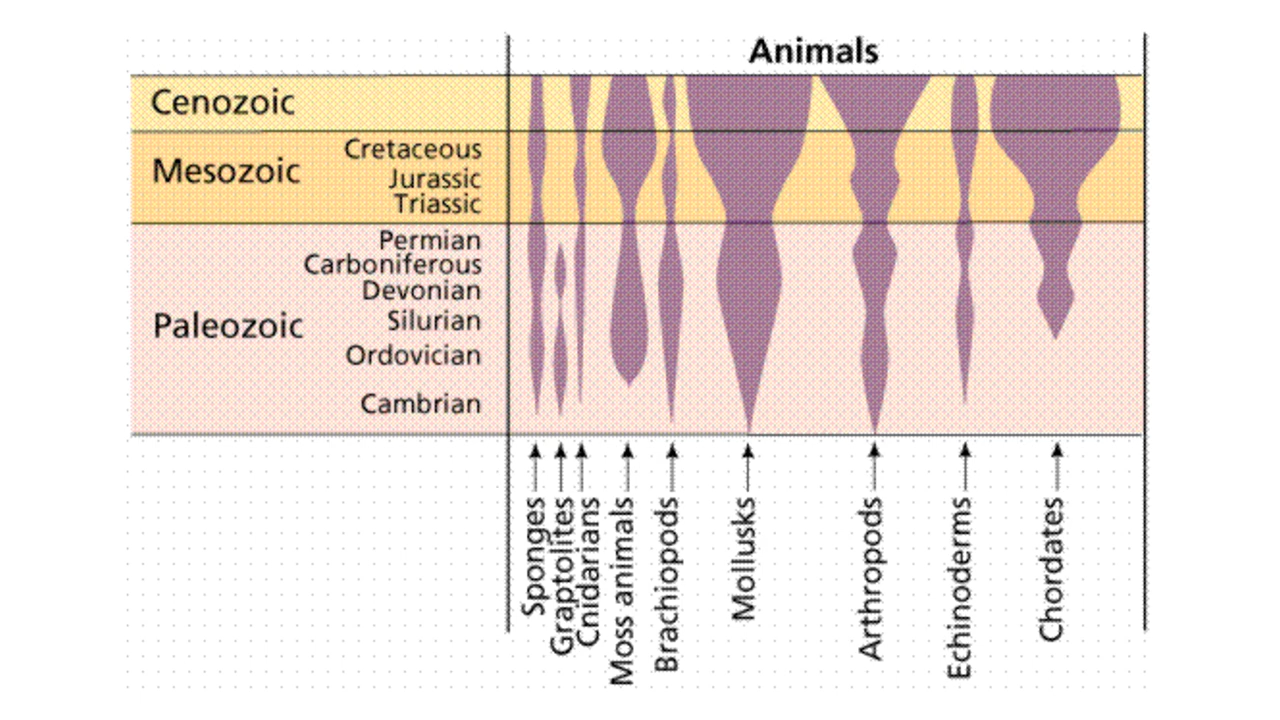 Animals
Cenozoic
Mesozoic
Cretaceous
Jurassic
Triassic
Paleozoic
Permian
Carboniferous
Devonian
Silurian
Ordovician
Cambrian
Sponges
Graptolites
Cnidarians
Moss animals
Brachiopods
Mollusks
Arthropods
Echinoderms
Chordates